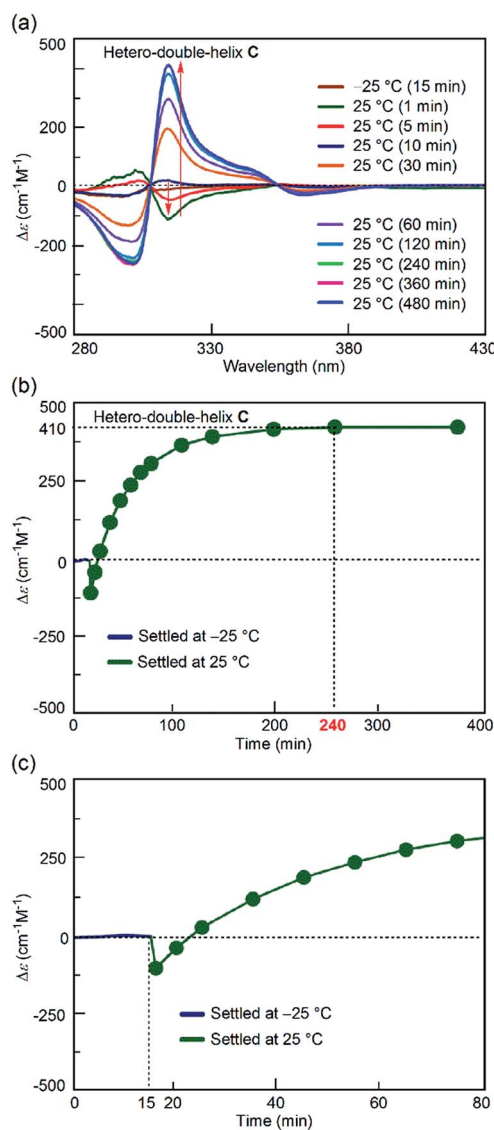 (a)
500
Hetero-double-helix C
200
0
-200
-500
Δε (cm⁻¹M⁻¹)
−25 °C (15 min)
25 °C (1 min)
25 °C (5 min)
25 °C (10 min)
25 °C (30 min)
25 °C (60 min)
25 °C (120 min)
25 °C (240 min)
25 °C (360 min)
25 °C (480 min)
280 330 380 430
Wavelength (nm)
(b)
500
Hetero-double-helix C
410
250
0
-250
-500
Δε (cm⁻¹M⁻¹)
Settled at −25 °C
Settled at 25 °C
0 100 200 240 300 400
Time (min)
(c)
500
250
0
-250
-500
Δε (cm⁻¹M⁻¹)
Settled at −25 °C
Settled at 25 °C
0 15 20 40 60 80
Time (min)